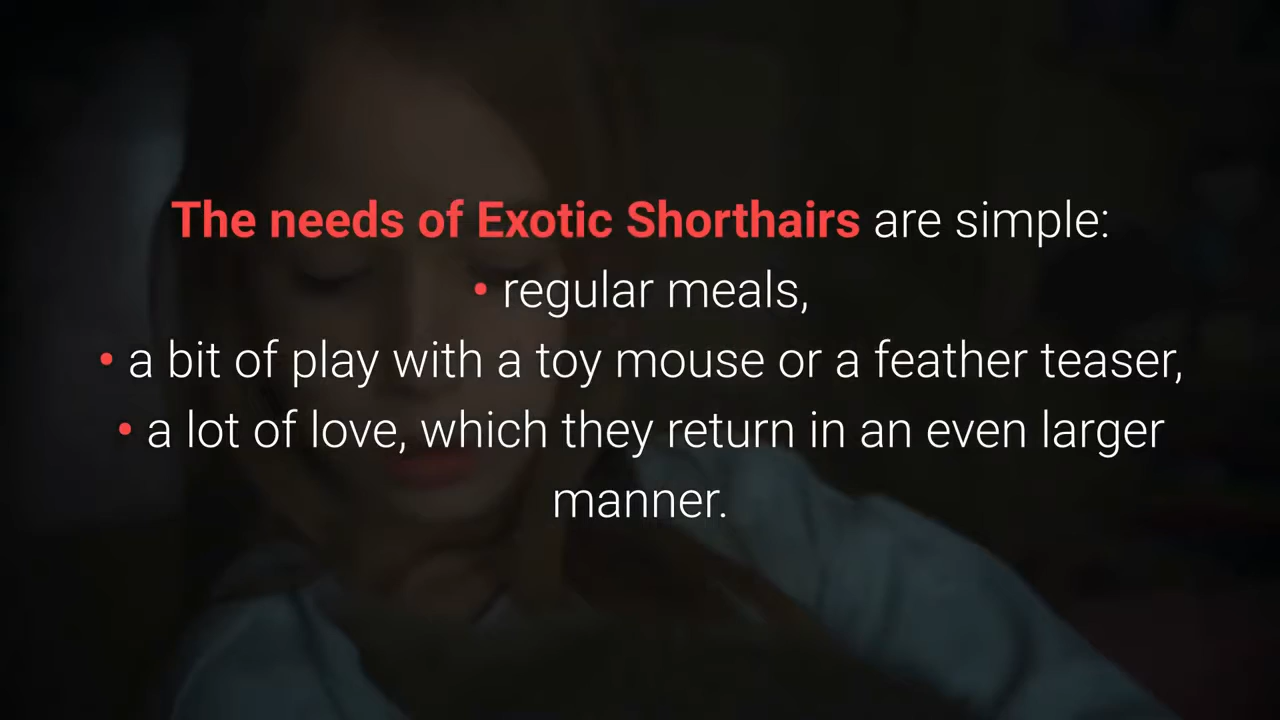 The needs of Exotic Shorthairs are simple:
• regular meals,
• a bit of play with a toy mouse or a feather teaser,
• a lot of love, which they return in an even larger
manner.